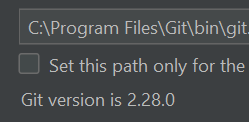 C:\Program Files\Git\bin\git.
Set this path only for the
Git version is 2.28.0